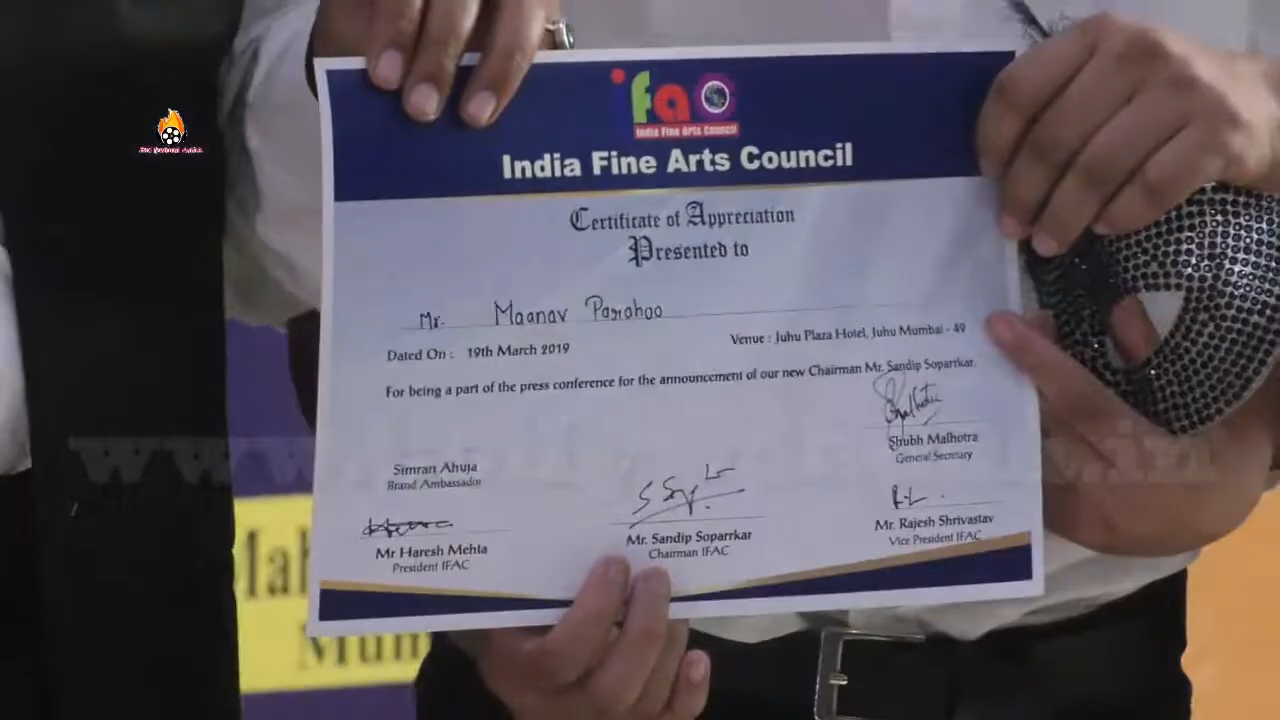 ifac
India Fine Arts Council
India Fine Arts Council
Certificate of Appreciation
Presented to
Mr. Maanav Parahoo
Dated On : 19th March 2019
Venue : Juhu Plaza Hotel, Juhu Mumbai - 49
For being a part of the press conference for the announcement of our new Chairman Mr. Sandip Soparrkar.
Simran Ahuja
Brand Ambassador
Shubh Malhotra
General Secretary
Mr Haresh Mehta
President IFAC
Mr. Sandip Soparrkar
Chairman IFAC
Mr. Rajesh Shrivastav
Vice President IFAC